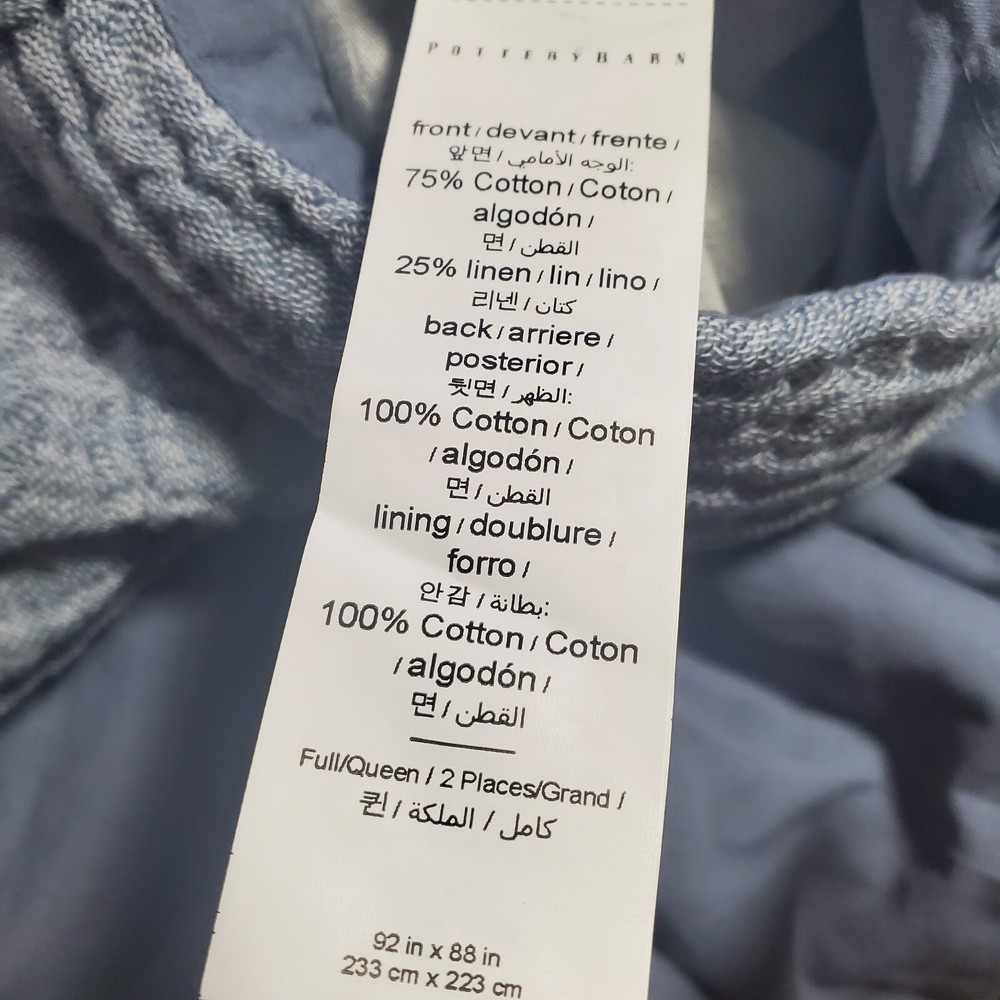 POTTERYBARN
front / devant / frente /
앞면 / الوجه الأمامي:
75% Cotton / Coton /
algodón /
면 / القطن
25% linen / lin / lino /
리넨 / كتان
back / arriere /
posterior /
뒷면 / الظهر:
100% Cotton / Coton
/ algodón /
면 / القطن
lining / doublure /
forro /
안감 / بطانة:
100% Cotton / Coton
/ algodón /
면 / القطن
Full/Queen / 2 Places/Grand /
퀸 / كامل / الملكة
92 in x 88 in
233 cm x 223 cm